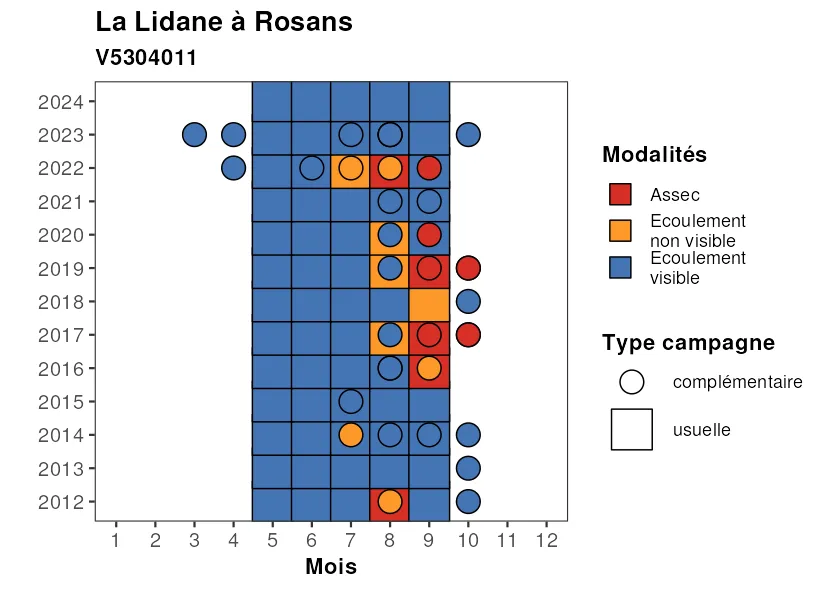 La Lidane à Rosans
V5304011
2024
2023
2022
2021
2020
2019
2018
2017
2016
2015
2014
2013
2012
1 2 3 4 5 6 7 8 9 10 11 12
Mois
Modalités
Assec
Ecoulement
non visible
Ecoulement
visible
Type campagne
complémentaire
usuelle